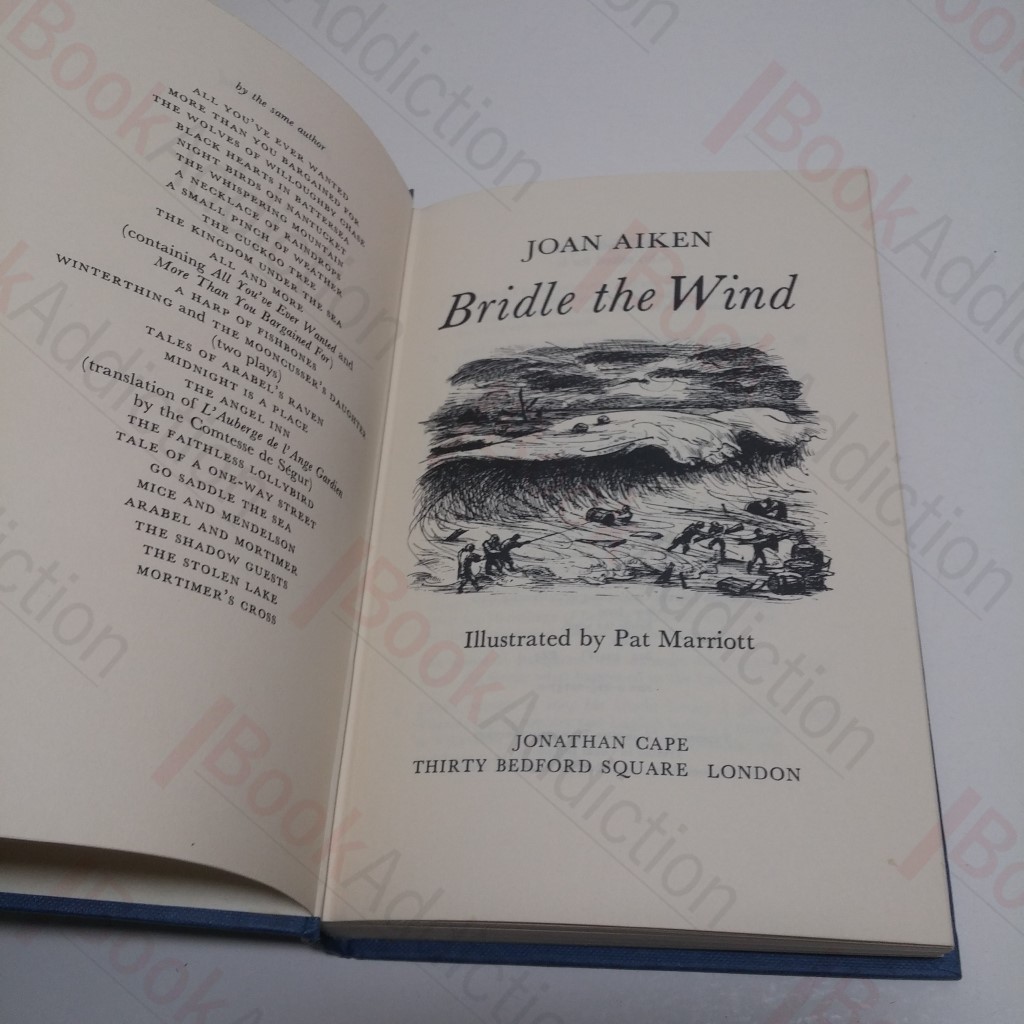 by the same author
ALL YOU'VE EVER WANTED
MORE THAN YOU BARGAINED FOR
THE WOLVES OF WILLOUGHBY CHASE
BLACK HEARTS IN BATTERSEA
NIGHT BIRDS ON NANTUCKET
THE WHISPERING MOUNTAIN
A NECKLACE OF RAINDROPS
A SMALL PINCH OF WEATHER
THE CUCKOO TREE
THE KINGDOM UNDER THE SEA
ALL AND MORE
(containing All You've Ever Wanted and
More Than You Bargained For)
A HARP OF FISHBONES
WINTERTHING and THE MOONCUSSER'S DAUGHTER
(two plays)
TALES OF ARABEL'S RAVEN
MIDNIGHT IS A PLACE
THE ANGEL INN
(translation of L'Auberge de l'Ange Gardien
by the Comtesse de Ségur)
THE FAITHLESS LOLLYBIRD
TALE OF A ONE-WAY STREET
GO SADDLE THE SEA
MICE AND MENDELSON
ARABEL AND MORTIMER
THE SHADOW GUESTS
THE STOLEN LAKE
MORTIMER'S CROSS
JOAN AIKEN
Bridle the Wind
Illustrated by Pat Marriott
JONATHAN CAPE
THIRTY BEDFORD SQUARE LONDON
BookAddiction